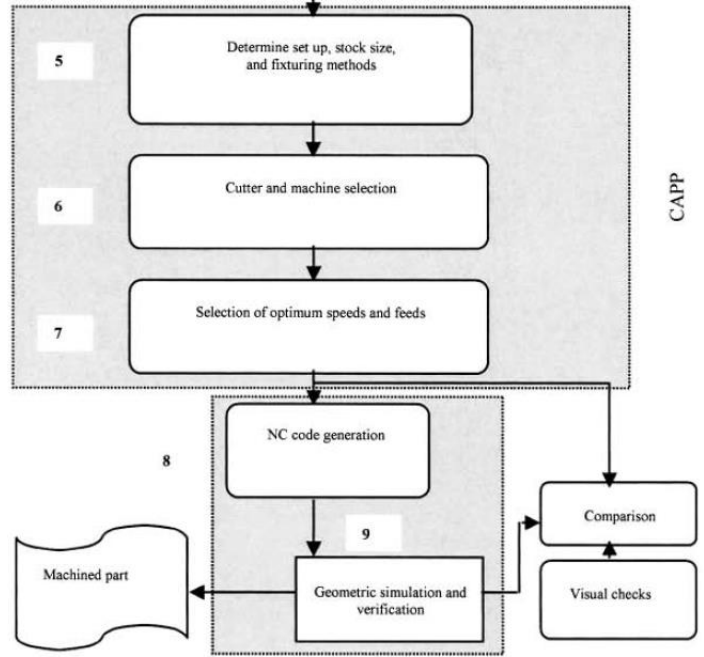 5
Determine set up, stock size,
and fixturing methods
6
Cutter and machine selection
CAPP
7
Selection of optimum speeds and feeds
NC code generation
8
9
Comparison
Machined part
Geometric simulation and
verification
Visual checks